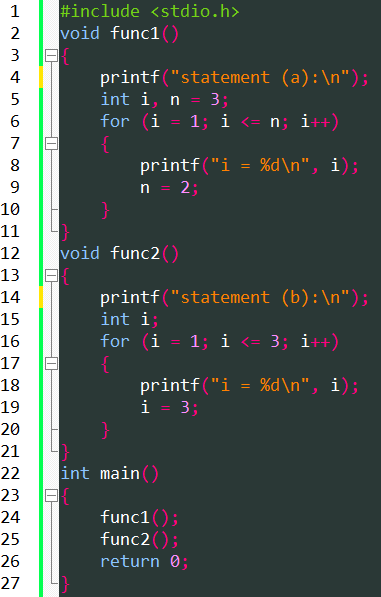 1 #include <stdio.h>
2 void func1()
3 {
4     printf("statement (a):\n");
5     int i, n = 3;
6     for (i = 1; i <= n; i++)
7     {
8         printf("i = %d\n", i);
9         n = 2;
10     }
11 }
12 void func2()
13 {
14     printf("statement (b):\n");
15     int i;
16     for (i = 1; i <= 3; i++)
17     {
18         printf("i = %d\n", i);
19         i = 3;
20     }
21 }
22 int main()
23 {
24     func1();
25     func2();
26     return 0;
27 }